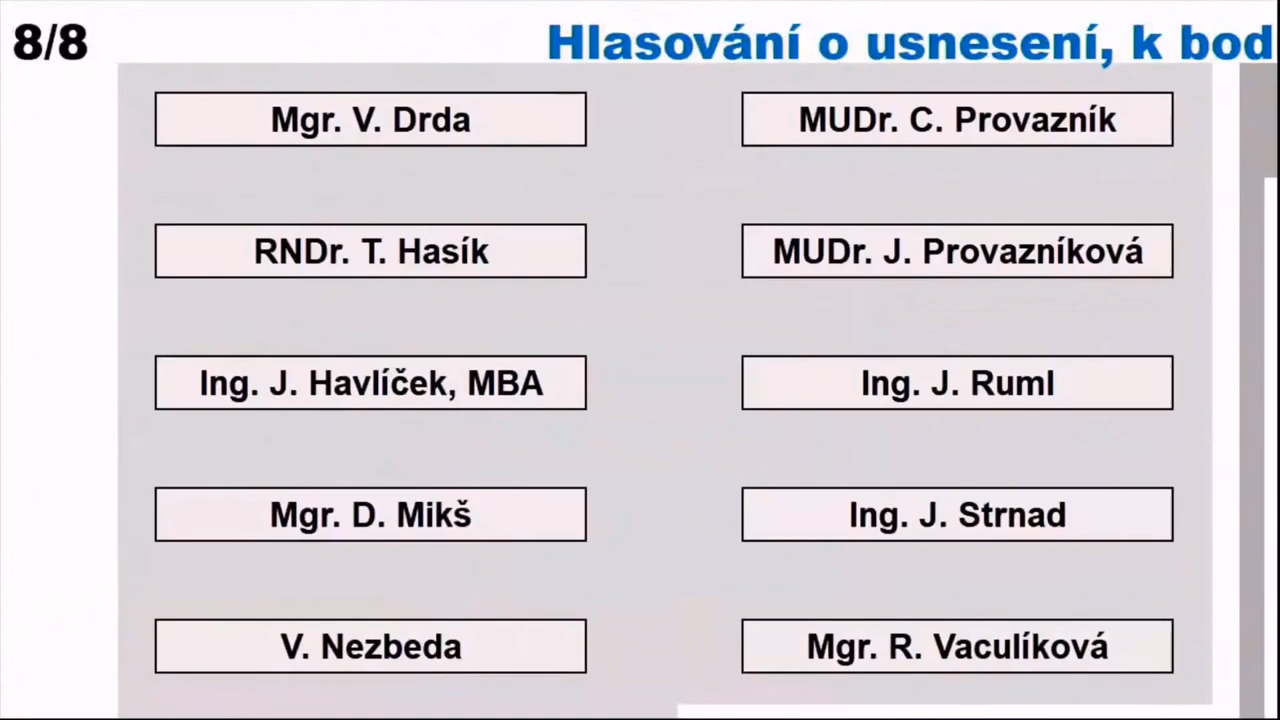 8/8
Hlasování o usnesení, k bod
Mgr. V. Drda
MUDr. C. Provazník
RNDr. T. Hasík
MUDr. J. Provazníková
Ing. J. Havlíček, MBA
Ing. J. Ruml
Mgr. D. Mikš
Ing. J. Strnad
V. Nezbeda
Mgr. R. Vaculíková